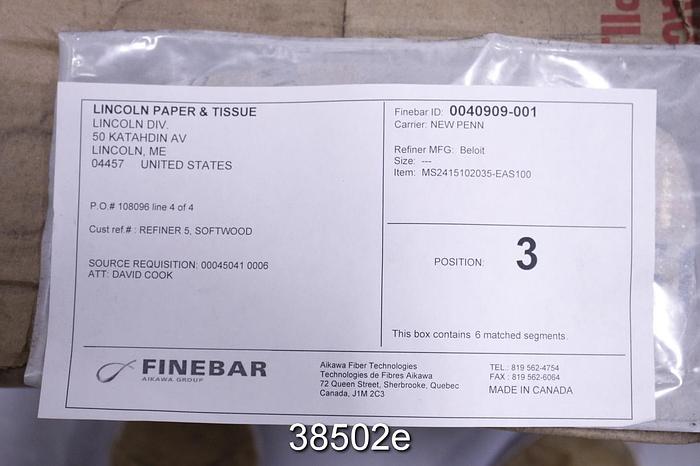 LINCOLN PAPER & TISSUE
LINCOLN DIV.
50 KATAHDIN AV
LINCOLN, ME
04457 UNITED STATES
P.O.# 108096 line 4 of 4
Cust ref.# : REFINER 5, SOFTWOOD
SOURCE REQUISITION: 00045041 0006
ATT: DAVID COOK
Finebar ID: 0040909-001
Carrier: NEW PENN
Refiner MFG: Beloit
Size: ---
Item: MS2415102035-EAS100
POSITION: 3
This box contains 6 matched segments.
FINEBAR
AIKAWA GROUP
Aikawa Fiber Technologies
Technologies de Fibres Aikawa
72 Queen Street, Sherbrooke, Quebec
Canada, J1M 2C3
TEL.: 819 562-4754
FAX : 819 562-6064
MADE IN CANADA
38502e